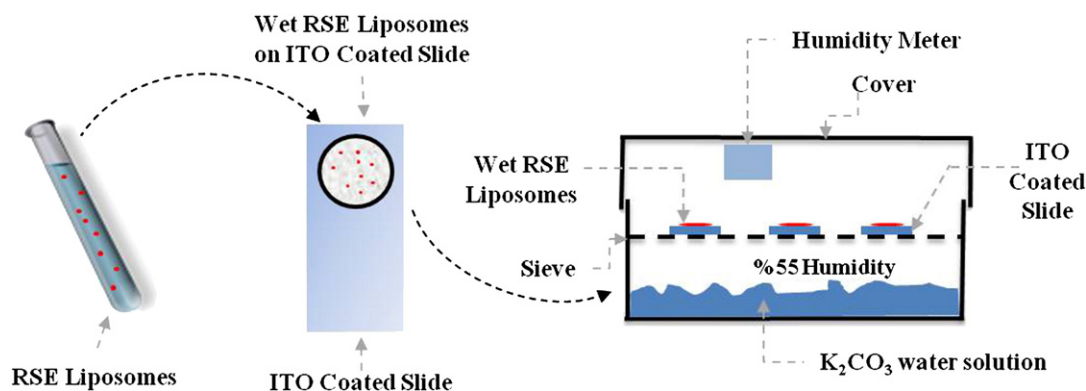 Wet RSE Liposomes
on ITO Coated Slide
RSE Liposomes
ITO Coated Slide
Humidity Meter
Cover
Wet RSE
Liposomes
ITO
Coated
Slide
Sieve
%55 Humidity
K₂CO₃ water solution